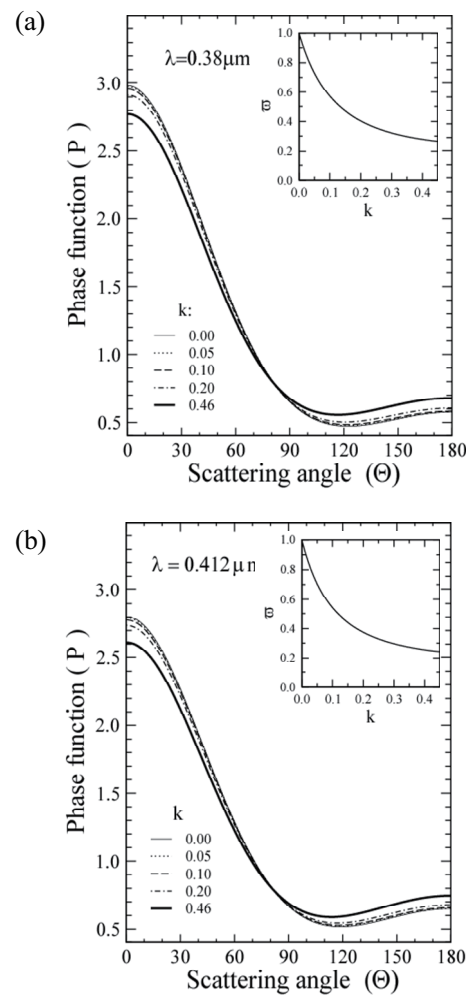 (a)
λ=0.38μm
1.0
0.8
0.6
0.4
0.2
0.0
ϖ
0.0 0.1 0.2 0.3 0.4
k
3.0
2.5
2.0
1.5
1.0
0.5
Phase function ( P )
k:
0.00
0.05
0.10
0.20
0.46
0 30 60 90 120 150 180
Scattering angle (Θ)
(b)
λ = 0.412μm
1.0
0.8
0.6
0.4
0.2
0.0
ϖ
0.0 0.1 0.2 0.3 0.4
k
3.0
2.5
2.0
1.5
1.0
0.5
Phase function ( P )
k
0.00
0.05
0.10
0.20
0.46
0 30 60 90 120 150 180
Scattering angle (Θ)